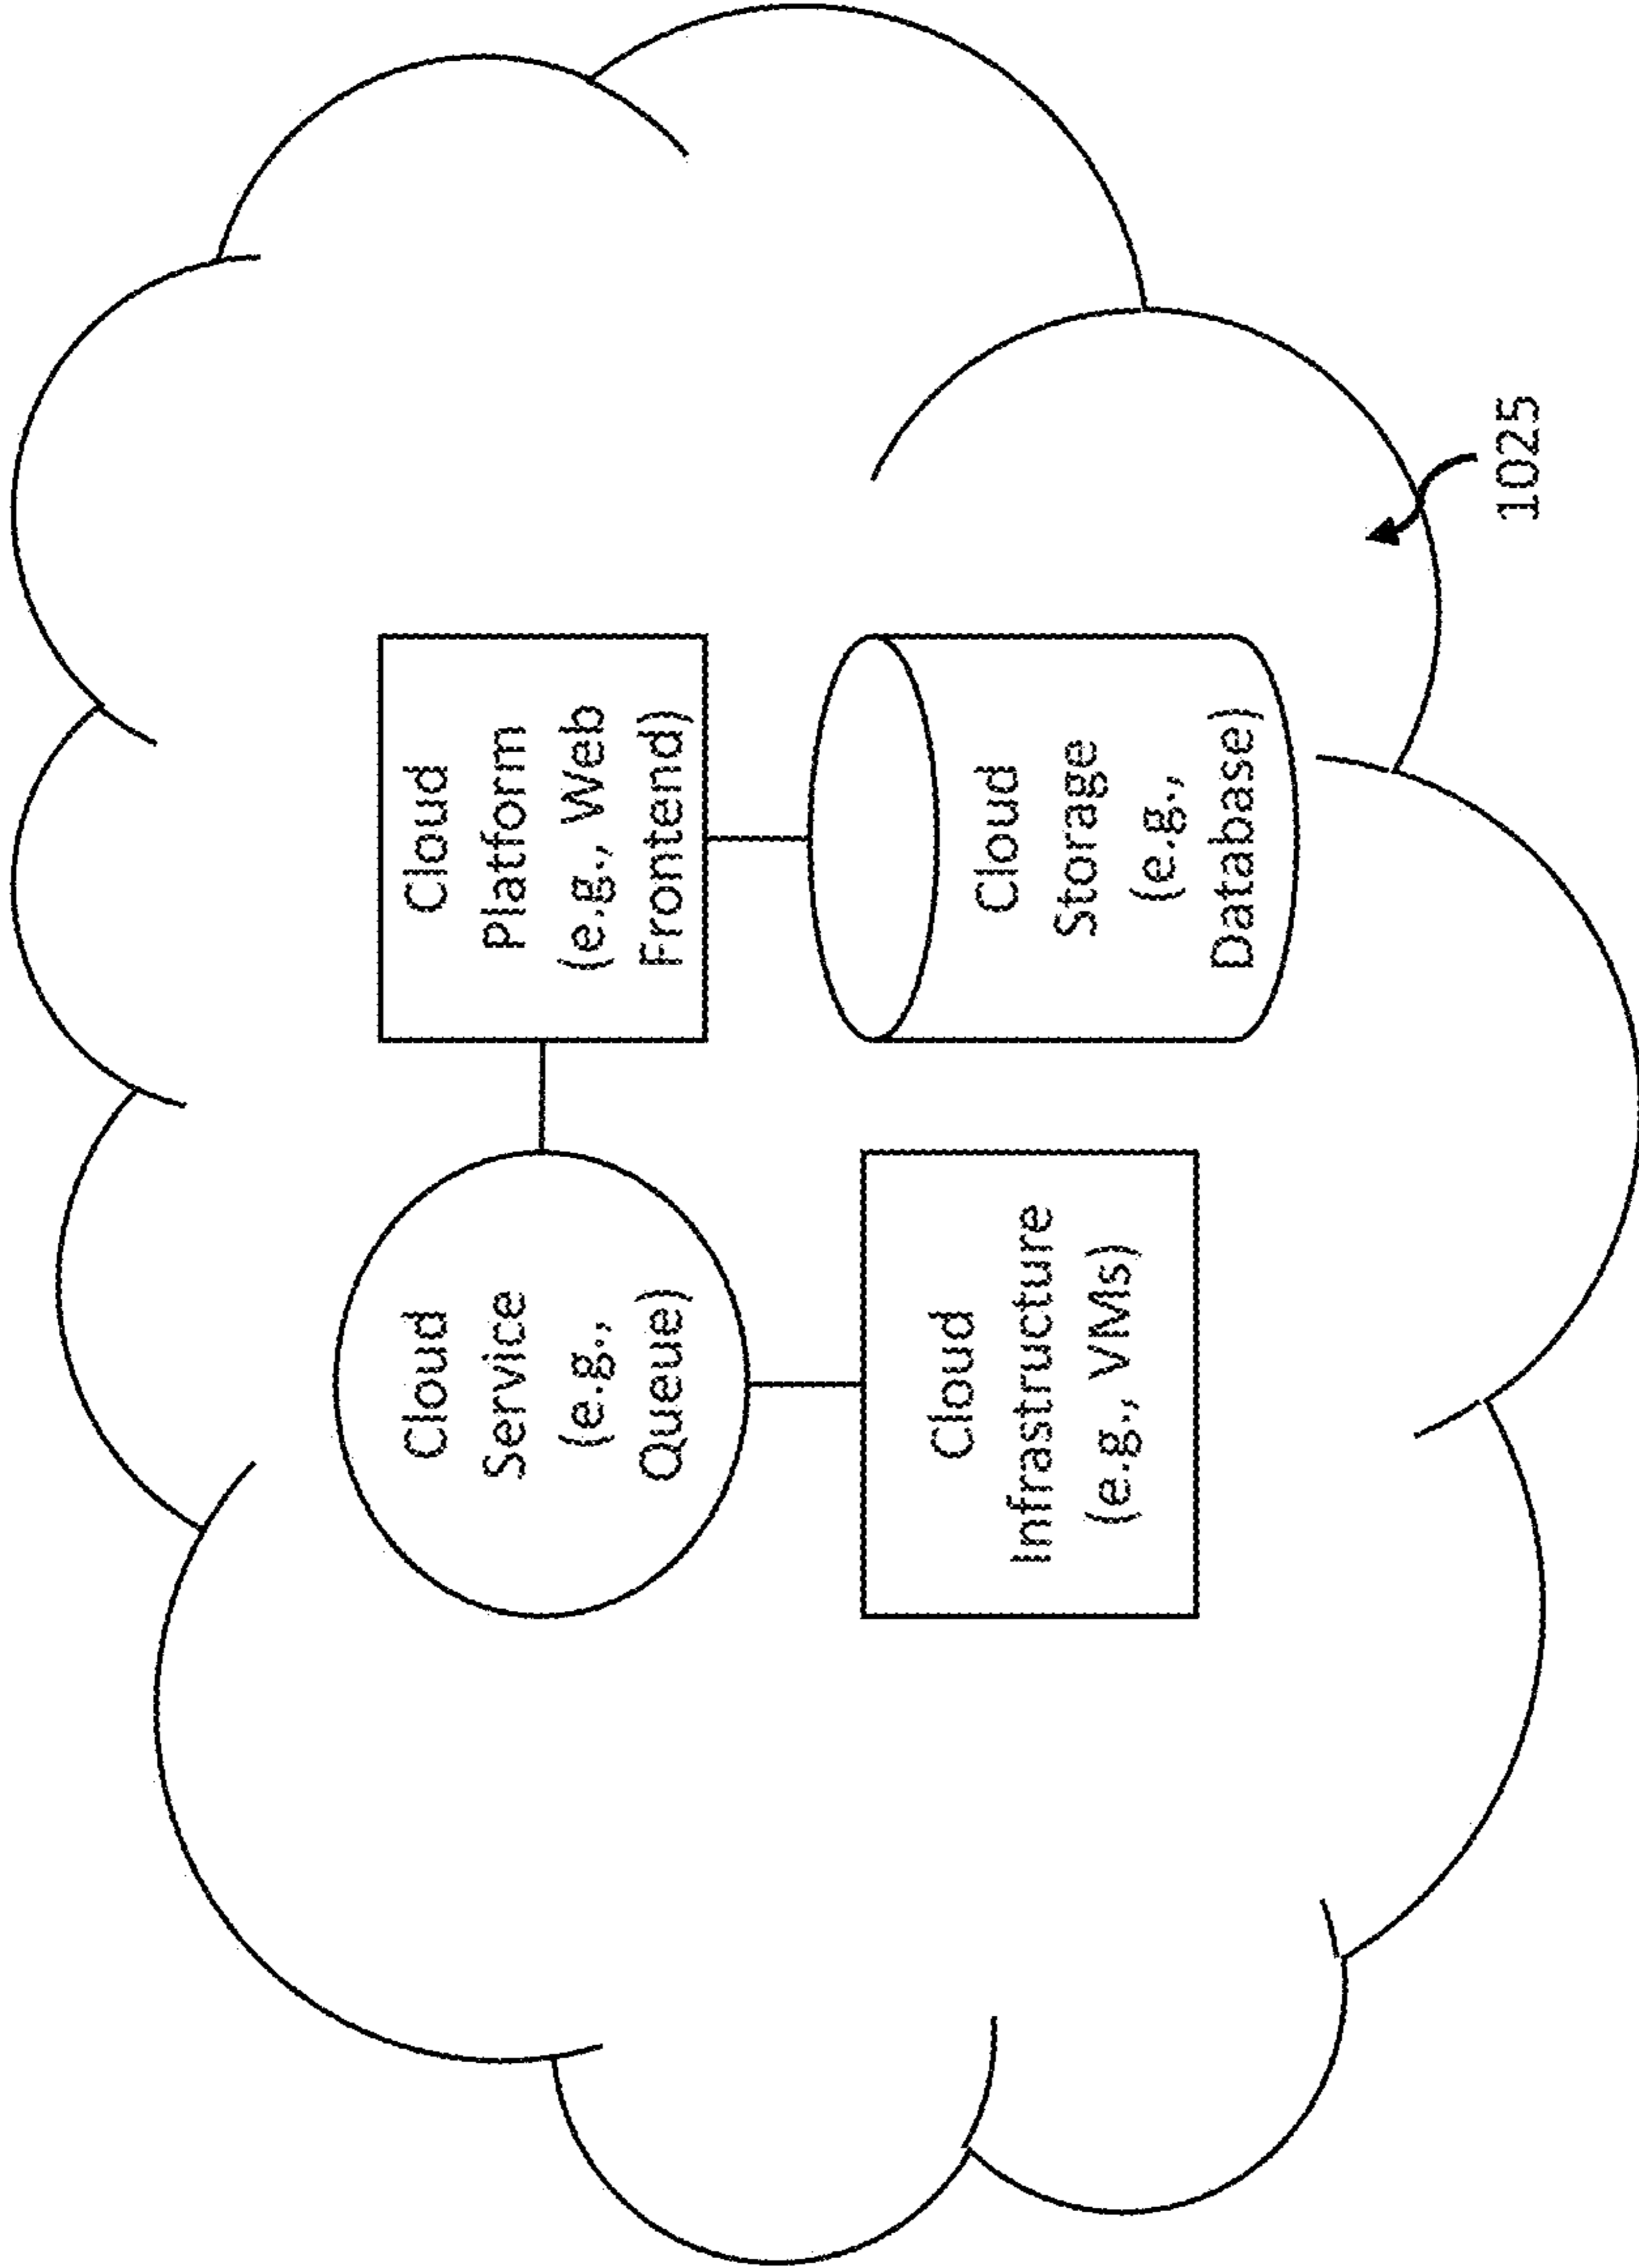 Cloud
Service
(e.g.,
Queue)
Cloud
Platform
(e.g., Web
Frontend)
Cloud
Infrastructure
(e.g., VMs)
Cloud
Storage
(e.g.,
Database)
1025